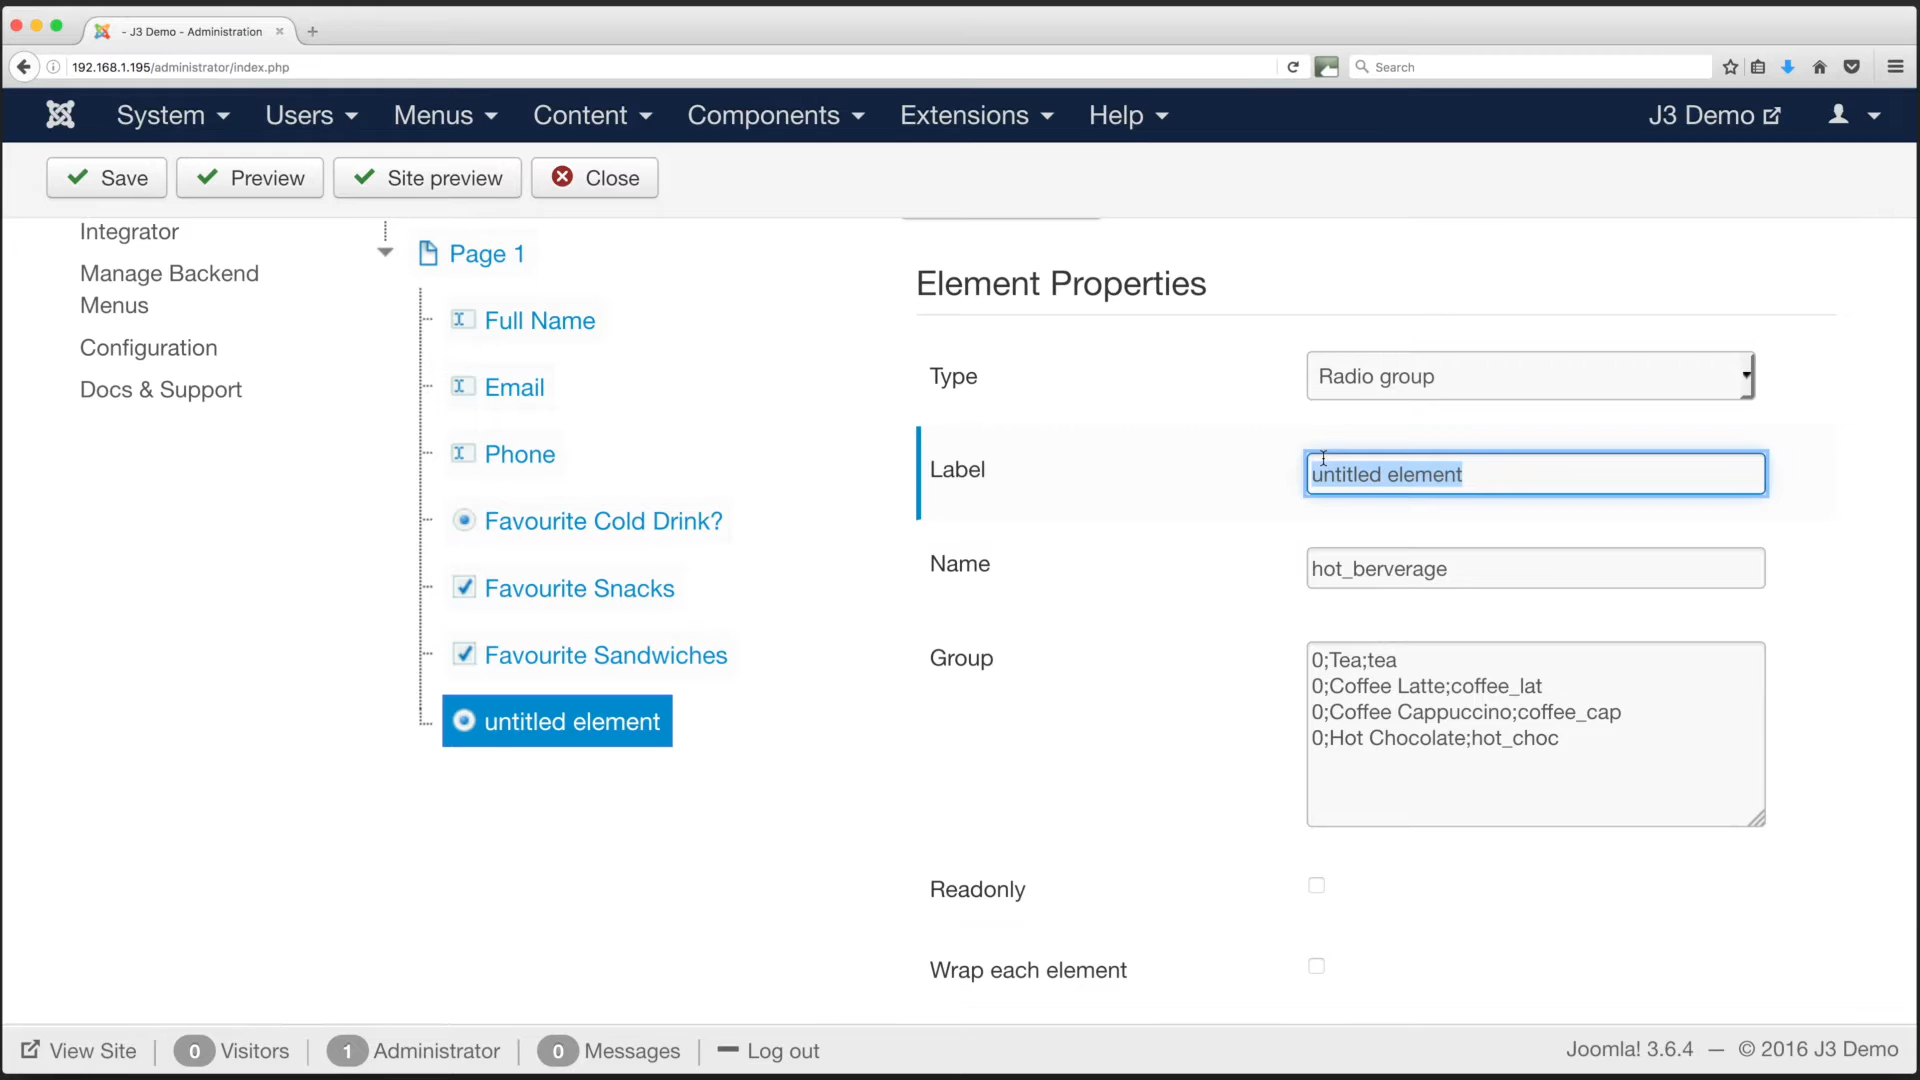 - J3 Demo - Administration
192.168.1.195/administrator/index.php
Search
System
Users
Menus
Content
Components
Extensions
Help
J3 Demo
Save
Preview
Site preview
Close
Integrator
Manage Backend
Menus
Configuration
Docs & Support
Page 1
Full Name
Email
Phone
Favourite Cold Drink?
Favourite Snacks
Favourite Sandwiches
untitled element
Element Properties
Type
Radio group
Label
untitled element
Name
hot_berverage
Group
0;Tea;tea
0;Coffee Latte;coffee_lat
0;Coffee Cappuccino;coffee_cap
0;Hot Chocolate;hot_choc
Readonly
Wrap each element
View Site
0 Visitors
1 Administrator
0 Messages
Log out
Joomla! 3.6.4 — © 2016 J3 Demo